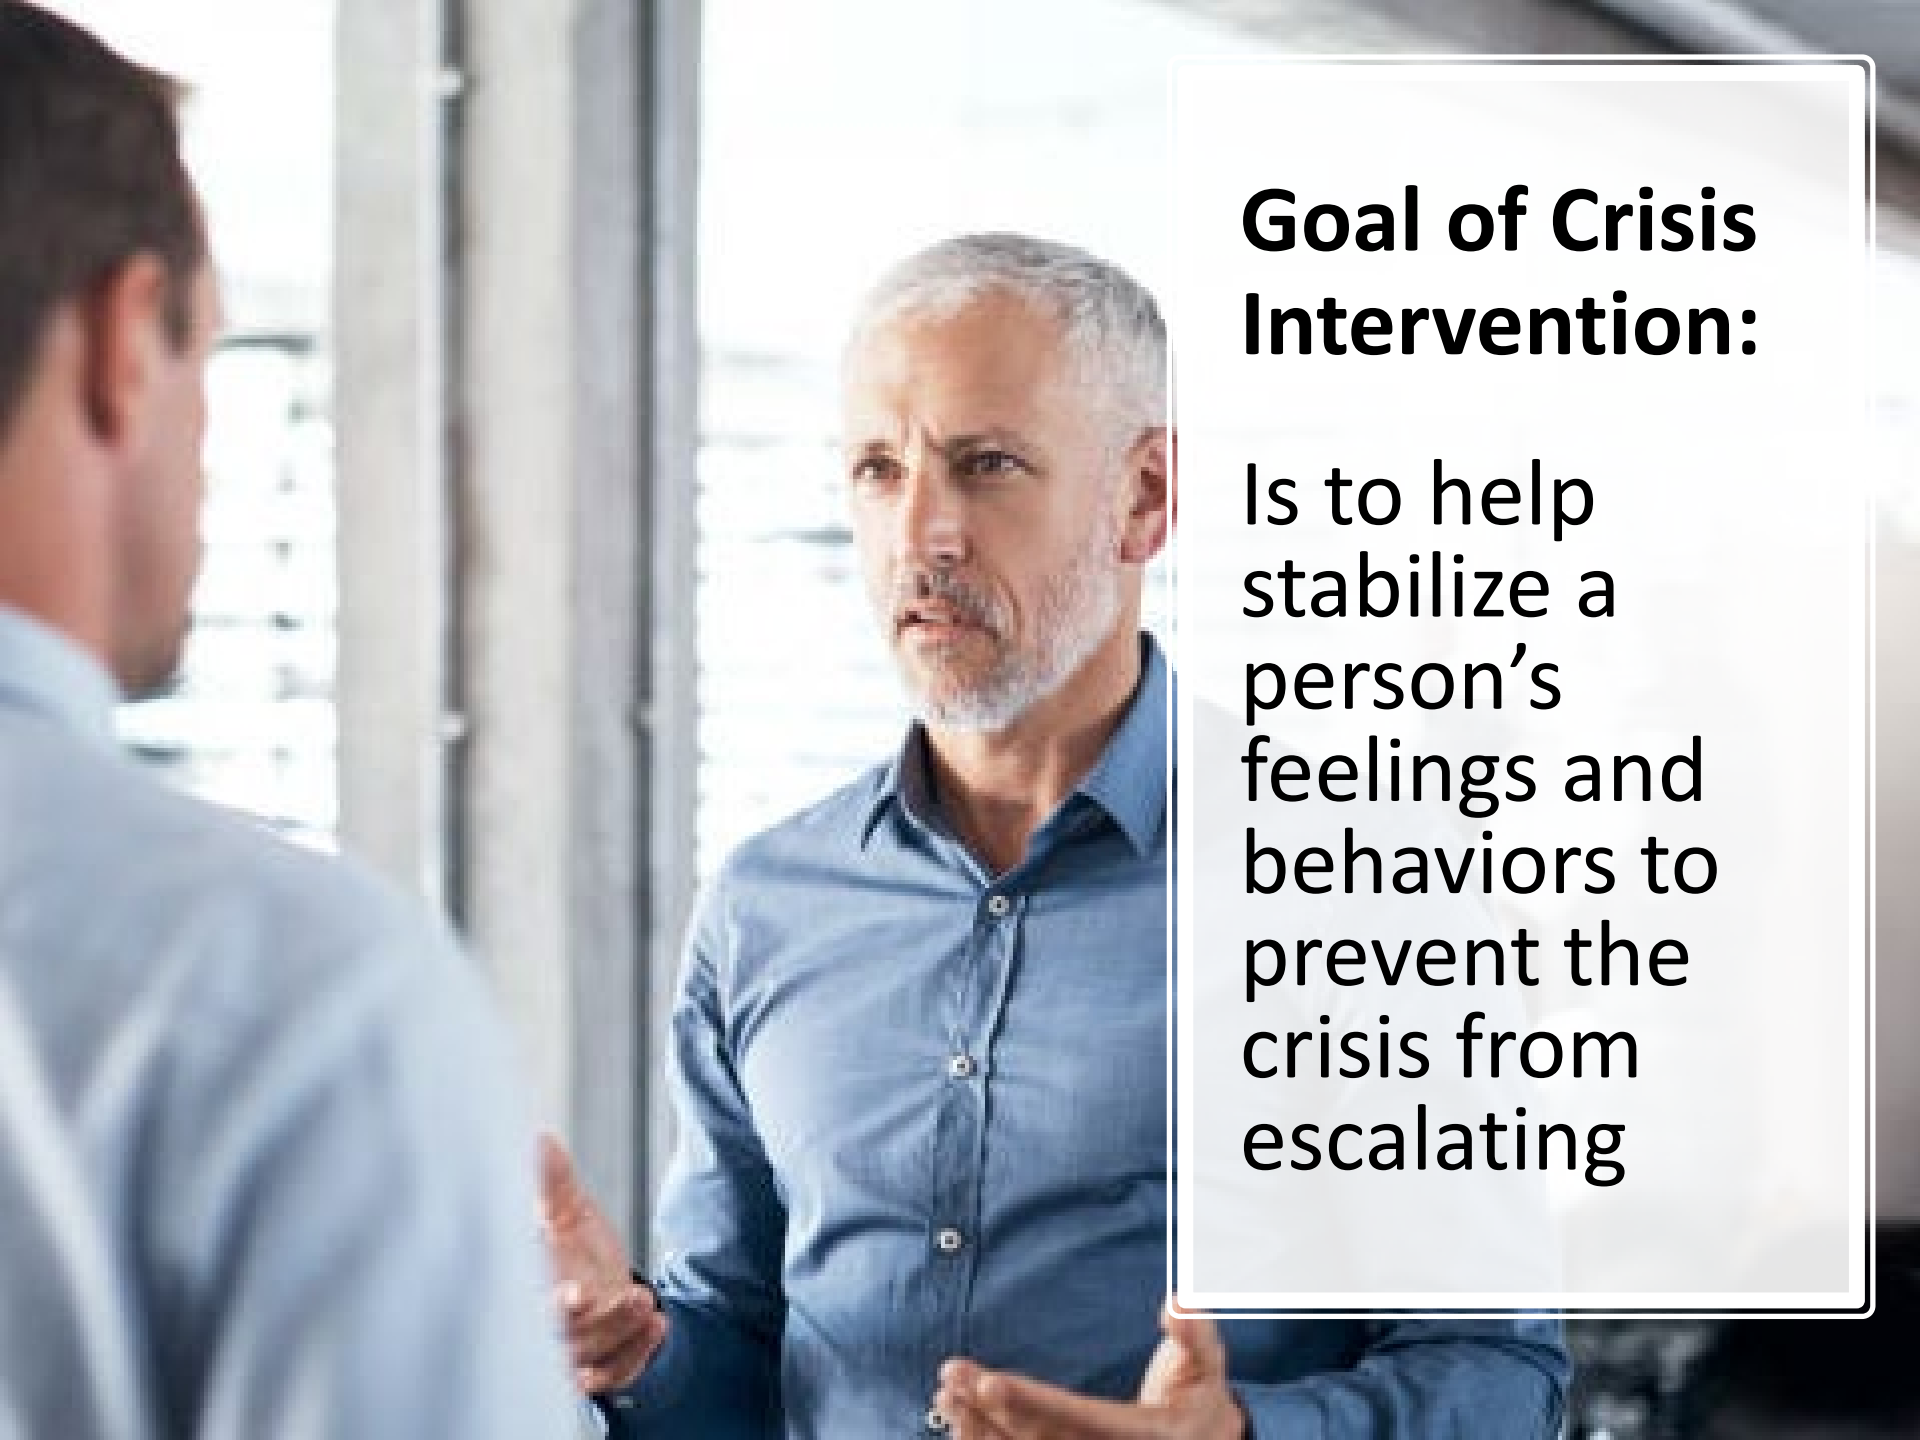 Goal of Crisis
Intervention:
Is to help
stabilize a
person’s
feelings and
behaviors to
prevent the
crisis from
escalating